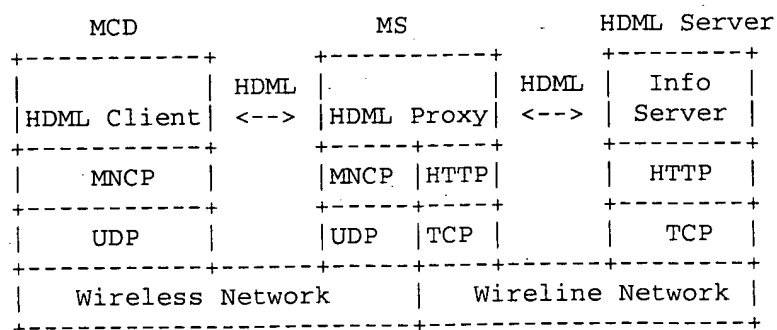 MCD MS HDML Server
HDML HDML Info
HDML Client <--> HDML Proxy <--> Server
MNCP MNCP HTTP HTTP
UDP UDP TCP TCP
Wireless Network Wireline Network